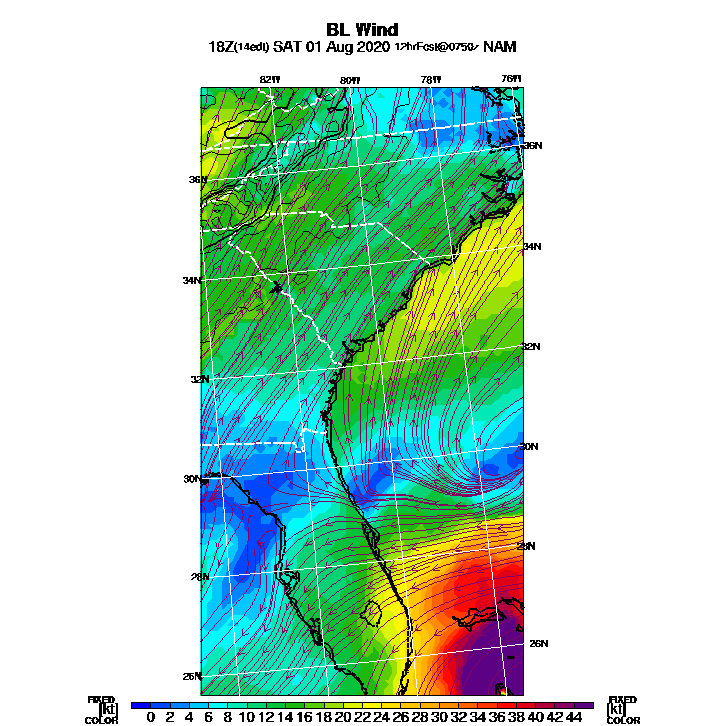 BL Wind
18Z(14edt) SAT 01 Aug 2020 12hrFcst@0750z NAM
82W 80W 78W 76W
36N
36N
34N
34N
32N
32N
30N
30N
28N
28N
26N
26N
FIXED [kt] COLOR
0 2 4 6 8 10 12 14 16 18 20 22 24 26 28 30 32 34 36 38 40 42 44
FIXED [kt] COLOR